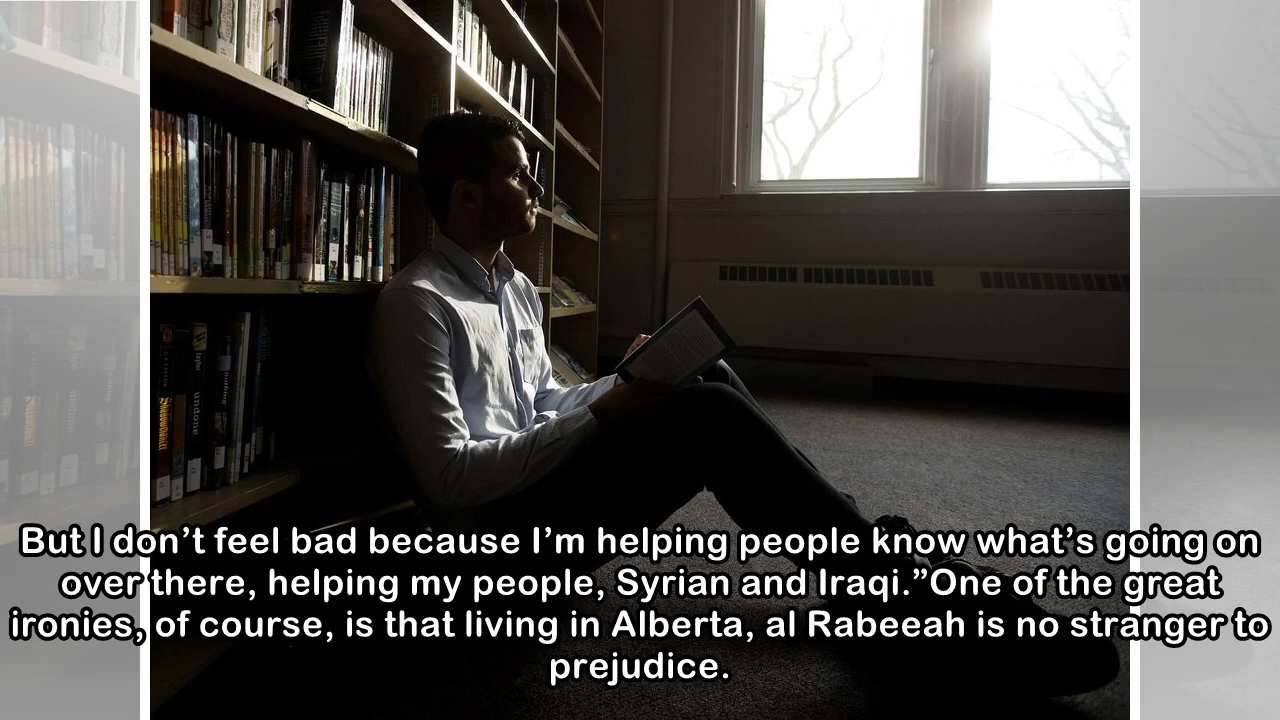 undone
But I don’t feel bad because I’m helping people know what’s going on
over there, helping my people, Syrian and Iraqi.”One of the great
ironies, of course, is that living in Alberta, al Rabeeah is no stranger to
prejudice.